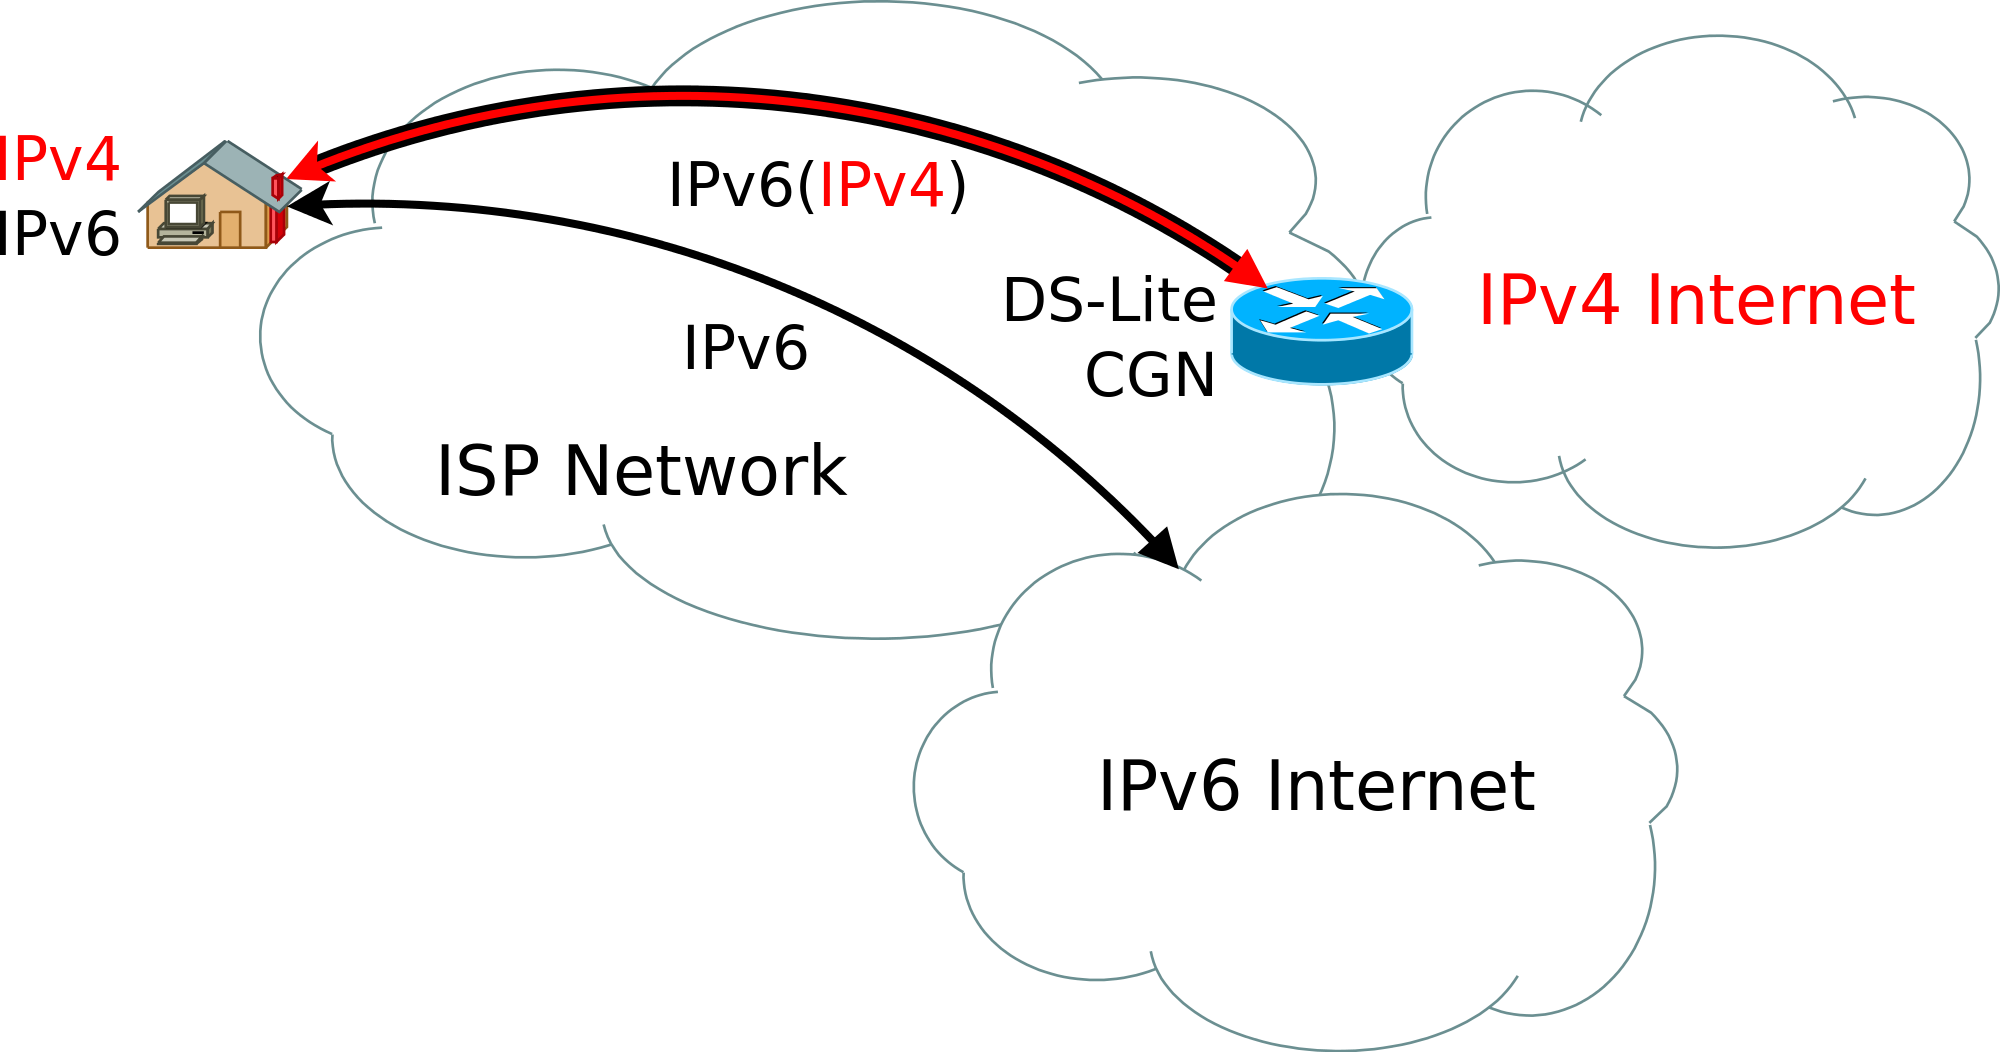 IPv4
IPv6
IPv6(IPv4)
IPv6
DS-Lite
CGN
ISP Network
IPv4 Internet
IPv6 Internet